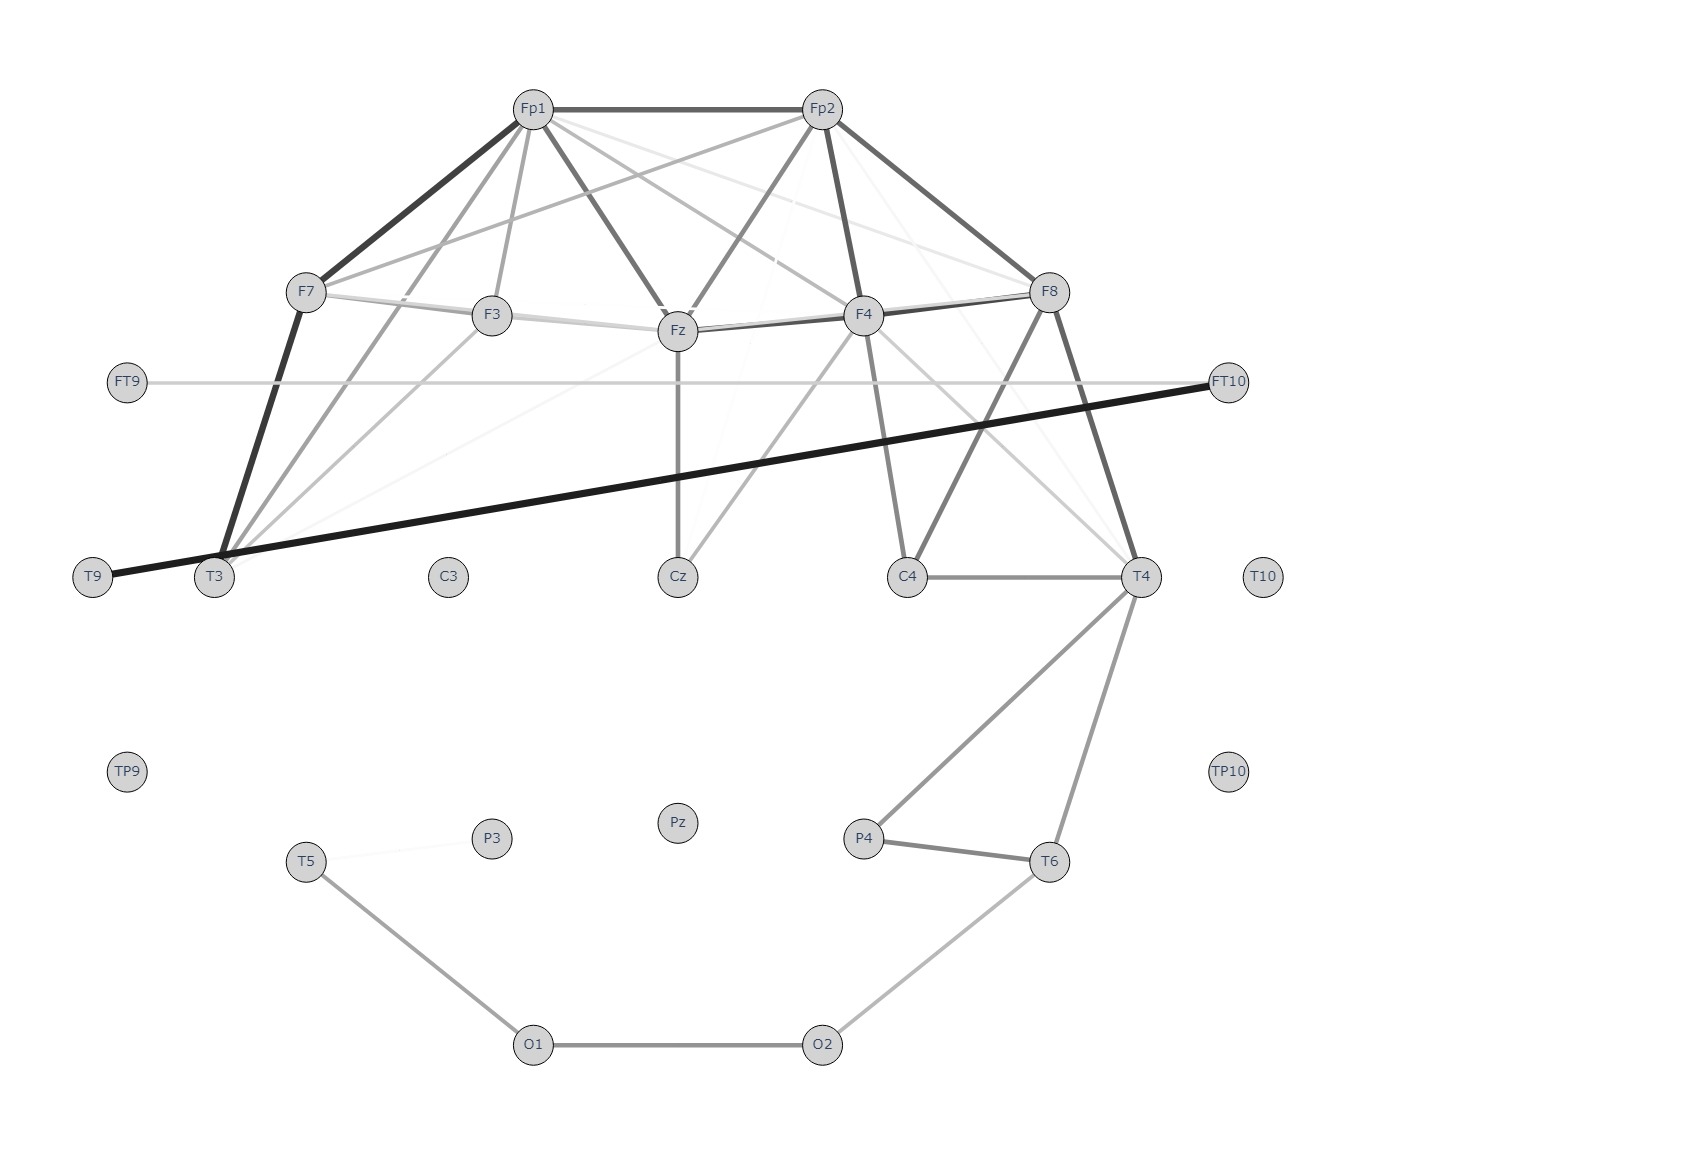 Fp1 Fp2
F7 F3 Fz F4 F8
FT9 FT10
T9 T3 C3 Cz C4 T4 T10
TP9 TP10
T5 P3 Pz P4 T6
O1 O2